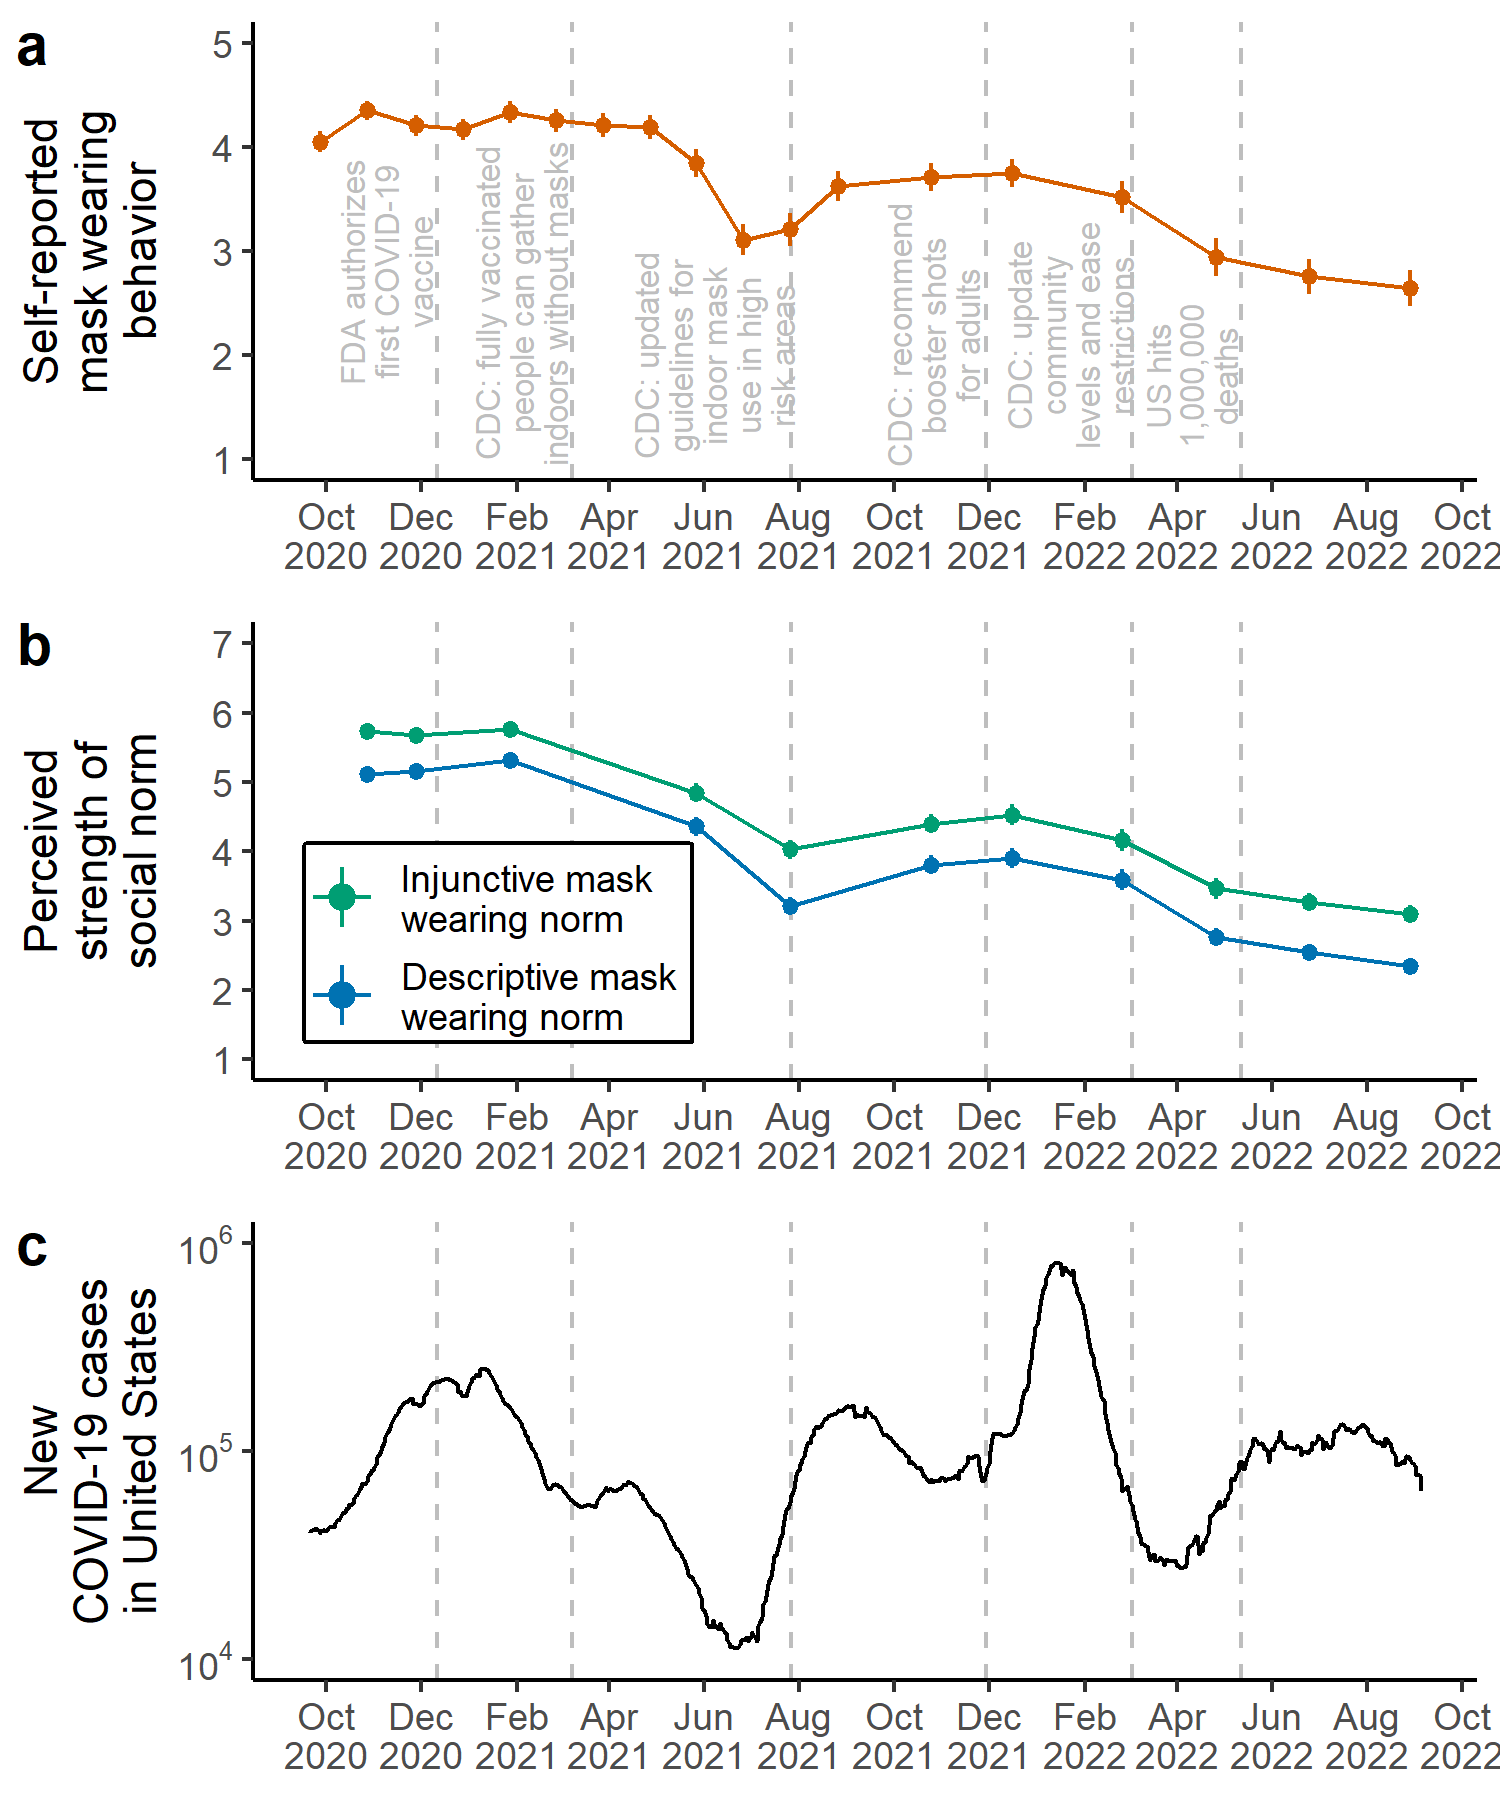 a
Self-reported
mask wearing
behavior
5
4
3
2
1
FDA authorizes
first COVID-19
vaccine
CDC: fully vaccinated
people can gather
indoors without masks
CDC: updated
guidelines for
indoor mask
use in high
risk areas
CDC: recommend
booster shots
for adults
CDC: update
community
levels and ease
restrictions
US hits
1,000,000
deaths
Oct Dec Feb Apr Jun Aug Oct Dec Feb Apr Jun Aug Oct
2020 2020 2021 2021 2021 2021 2021 2021 2022 2022 2022 2022 2022
b
Perceived
strength of
social norm
7
6
5
4
3
2
1
Injunctive mask
wearing norm
Descriptive mask
wearing norm
Oct Dec Feb Apr Jun Aug Oct Dec Feb Apr Jun Aug Oct
2020 2020 2021 2021 2021 2021 2021 2021 2022 2022 2022 2022 2022
c
New
COVID-19 cases
in United States
10⁶
10⁵
10⁴
Oct Dec Feb Apr Jun Aug Oct Dec Feb Apr Jun Aug Oct
2020 2020 2021 2021 2021 2021 2021 2021 2022 2022 2022 2022 2022